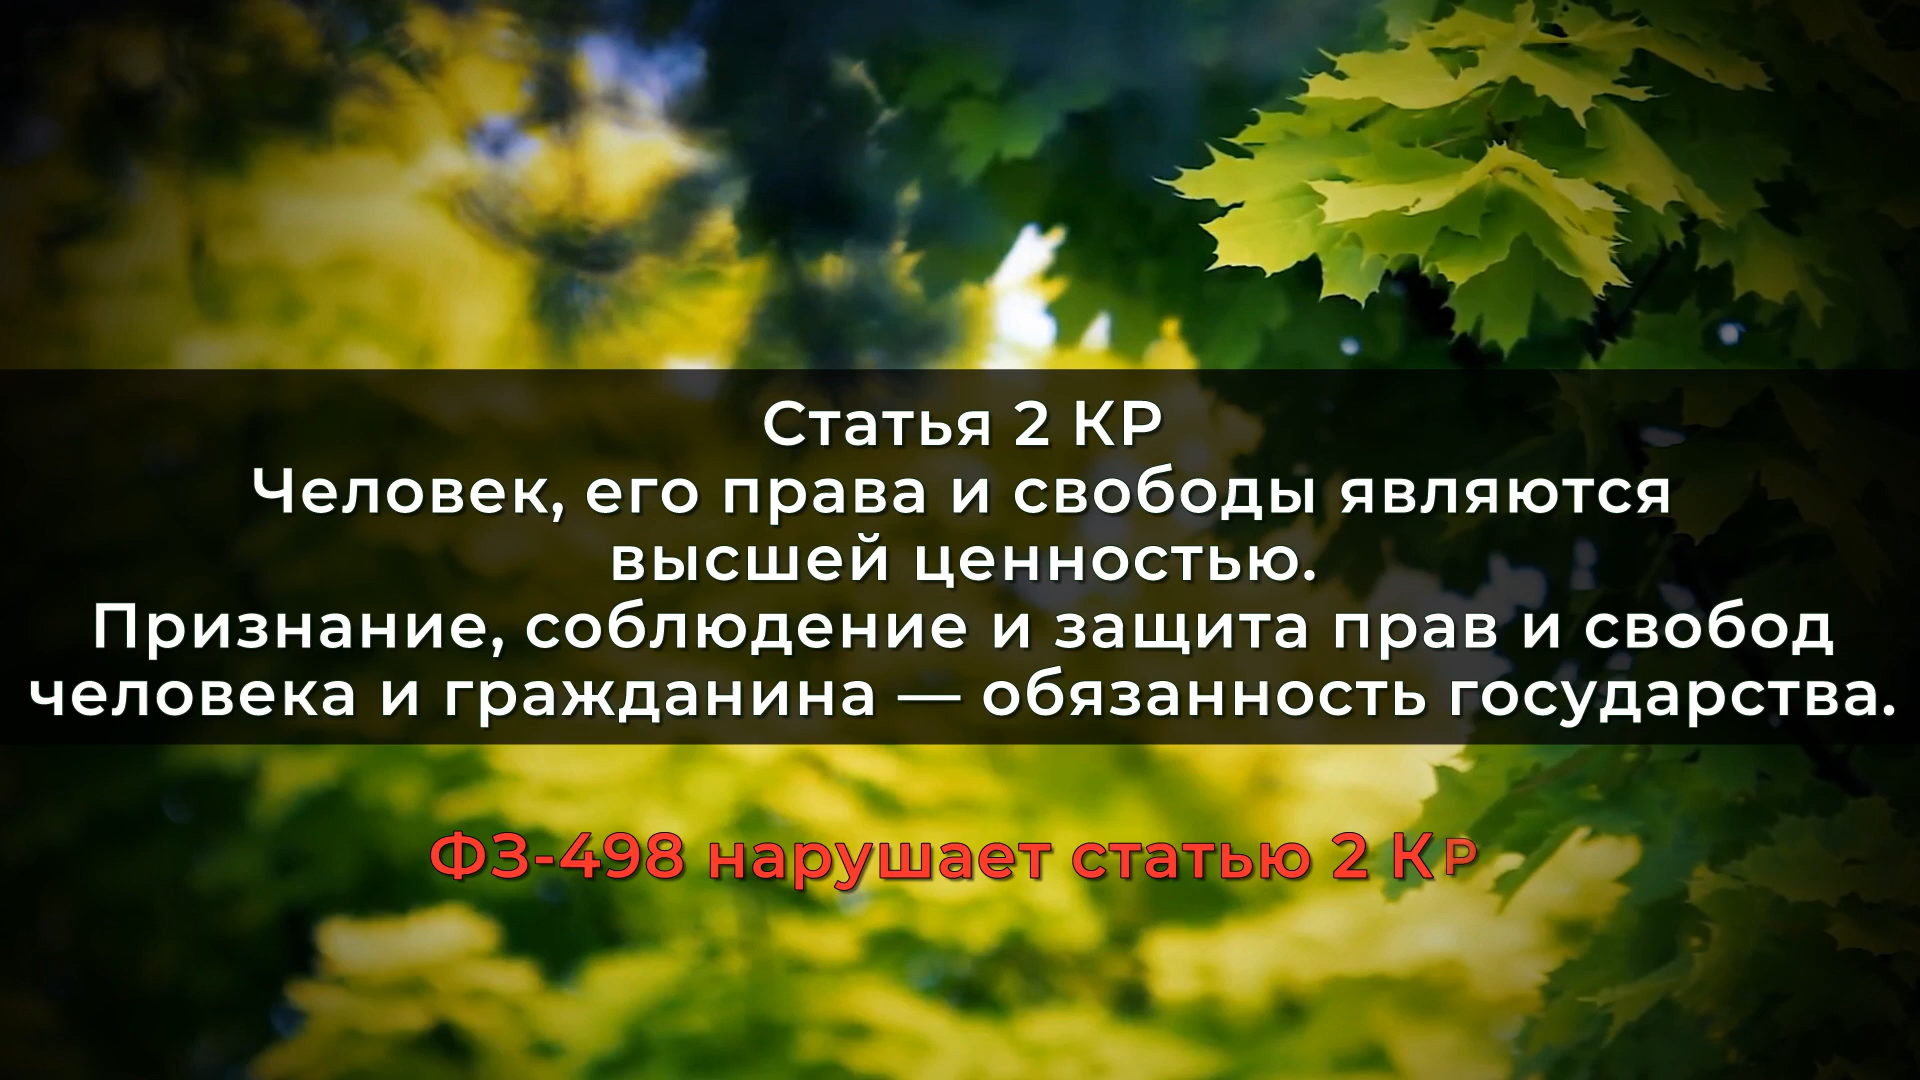 Статья 2 КР
Человек, его права и свободы являются
высшей ценностью.
Признание, соблюдение и защита прав и свобод
человека и гражданина — обязанность государства.
ФЗ-498 нарушает статью 2 КР